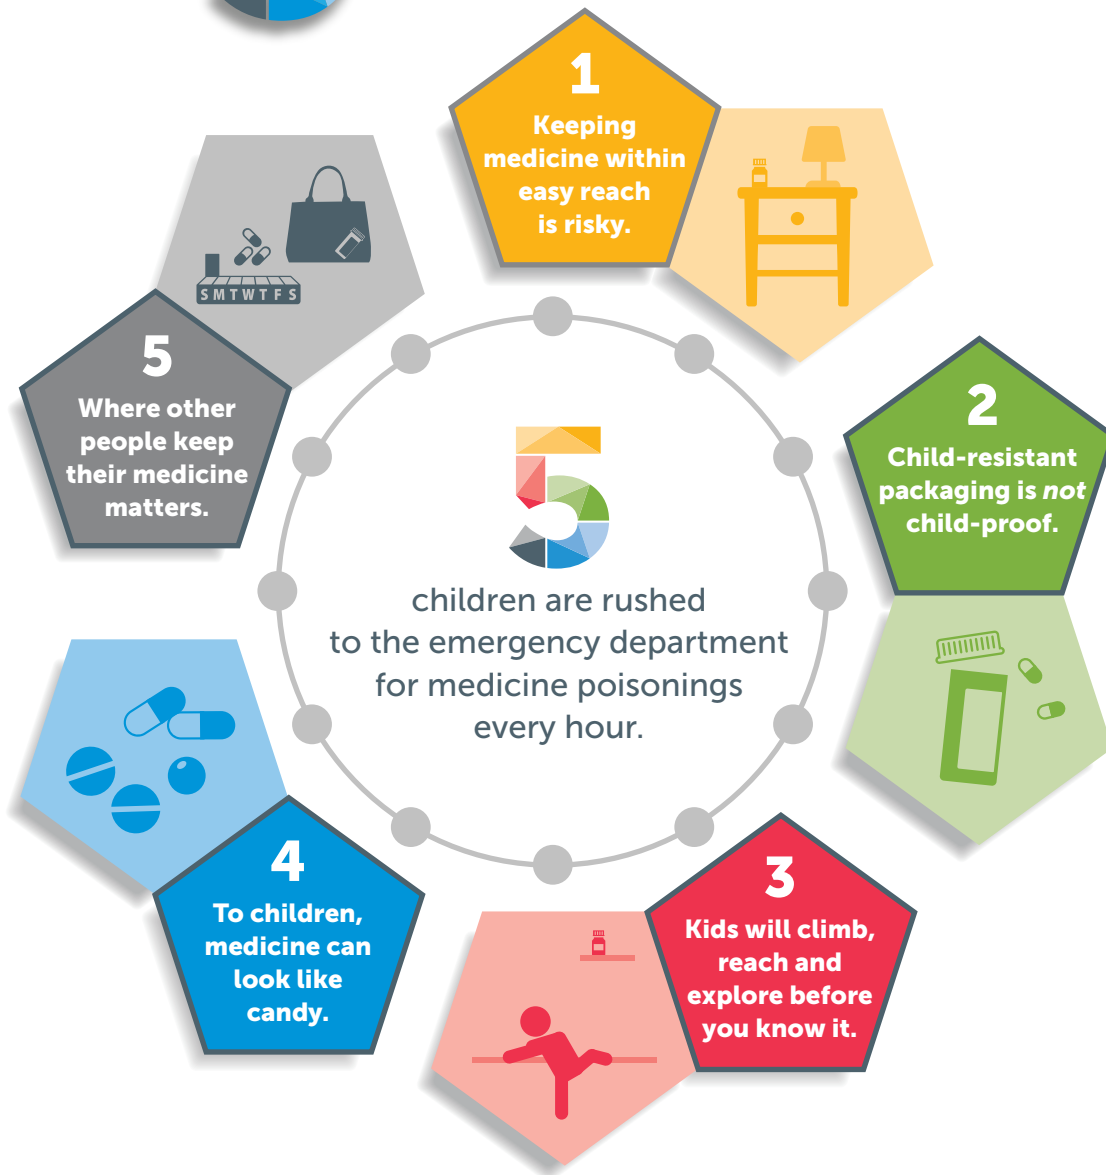 1
Keeping
medicine within
easy reach
is risky.
2
Child-resistant
packaging is not
child-proof.
3
Kids will climb,
reach and
explore before
you know it.
4
To children,
medicine can
look like
candy.
5
Where other
people keep
their medicine
matters.
S M T W T F S
5
children are rushed
to the emergency department
for medicine poisonings
every hour.